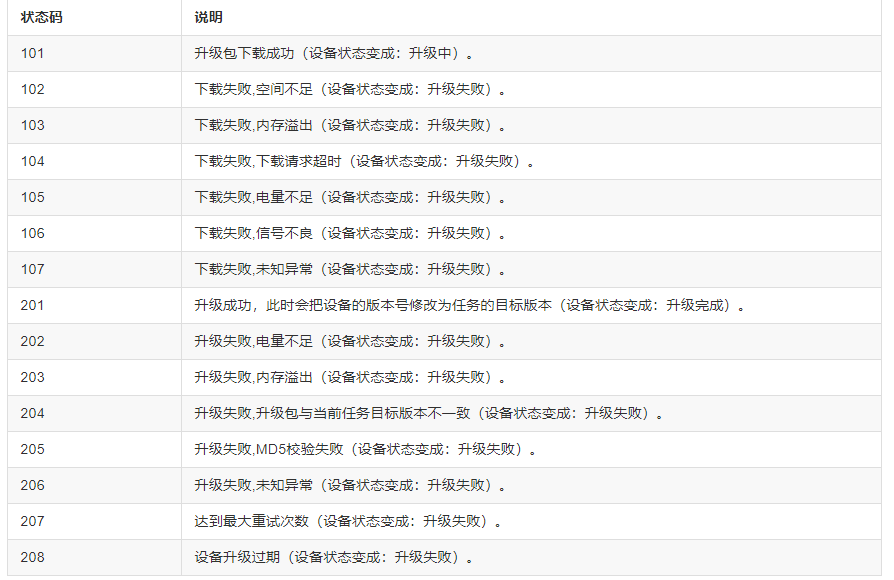 状态码 说明
101 升级包下载成功（设备状态变成：升级中）。
102 下载失败,空间不足（设备状态变成：升级失败）。
103 下载失败,内存溢出（设备状态变成：升级失败）。
104 下载失败,下载请求超时（设备状态变成：升级失败）。
105 下载失败,电量不足（设备状态变成：升级失败）。
106 下载失败,信号不良（设备状态变成：升级失败）。
107 下载失败,未知异常（设备状态变成：升级失败）。
201 升级成功，此时会把设备的版本号修改为任务的目标版本（设备状态变成：升级完成）。
202 升级失败,电量不足（设备状态变成：升级失败）。
203 升级失败,内存溢出（设备状态变成：升级失败）。
204 升级失败,升级包与当前任务目标版本不一致（设备状态变成：升级失败）。
205 升级失败,MD5校验失败（设备状态变成：升级失败）。
206 升级失败,未知异常（设备状态变成：升级失败）。
207 达到最大重试次数（设备状态变成：升级失败）。
208 设备升级过期（设备状态变成：升级失败）。